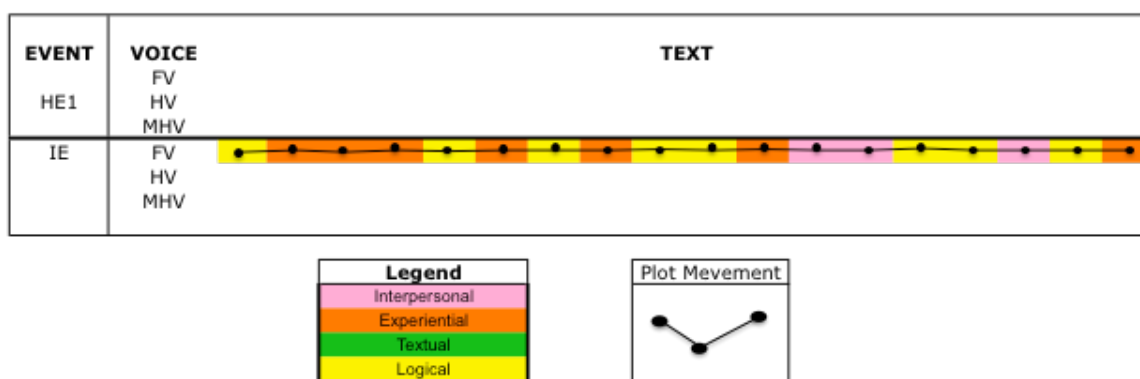 EVENT VOICE TEXT
FV
HE1 HV
MHV
IE FV
HV
MHV
Legend
Interpersonal
Experiential
Textual
Logical
Plot Mevement